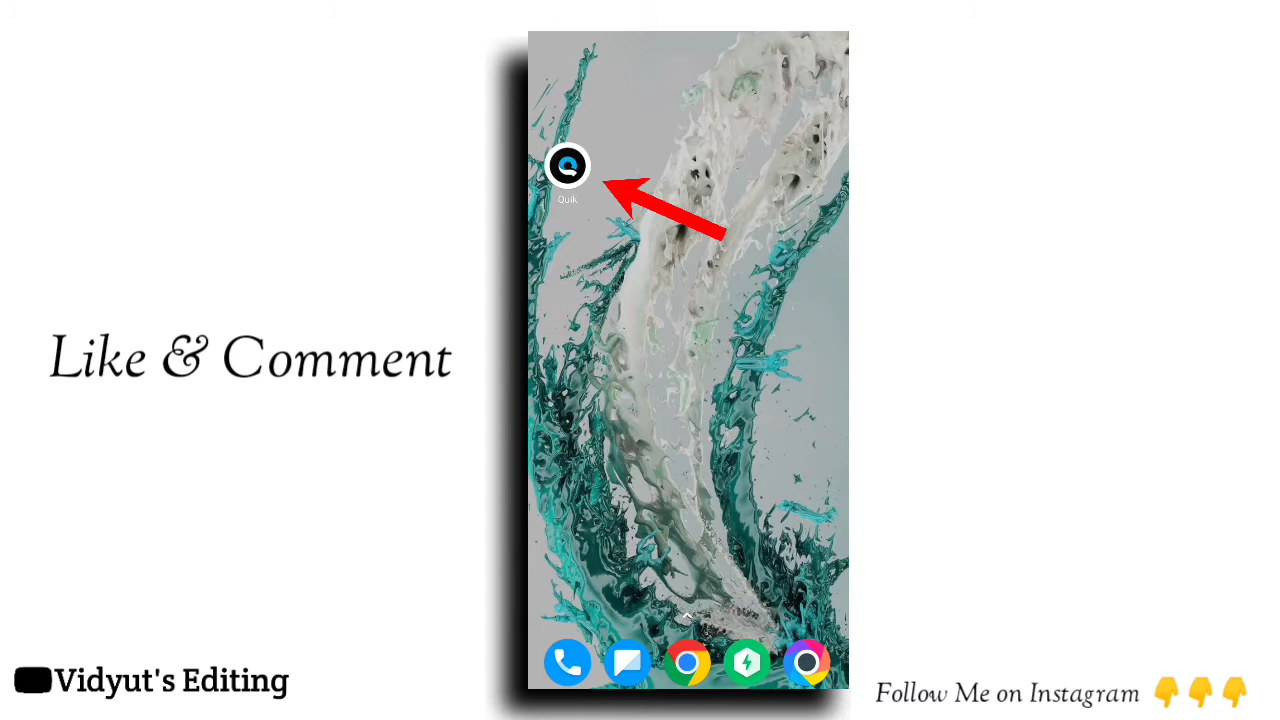 Quik
Like & Comment
Vidyut's Editing
Follow Me on Instagram 👇👇👇